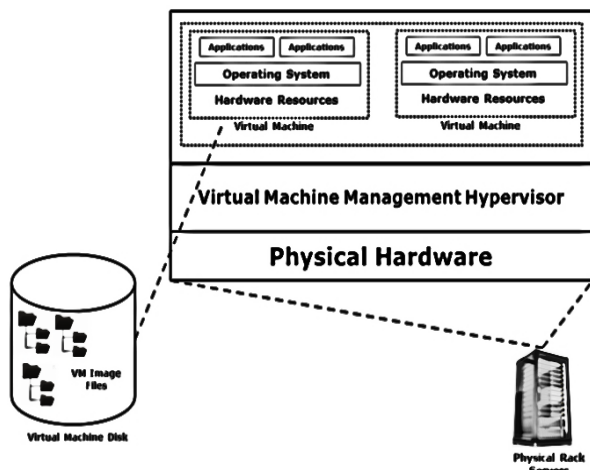 Applications Applications Applications Applications
Operating System Operating System
Hardware Resources Hardware Resources
Virtual Machine Virtual Machine
Virtual Machine Management Hypervisor
Physical Hardware
VM Image
Files
Virtual Machine Disk
Physical Rack
Servers